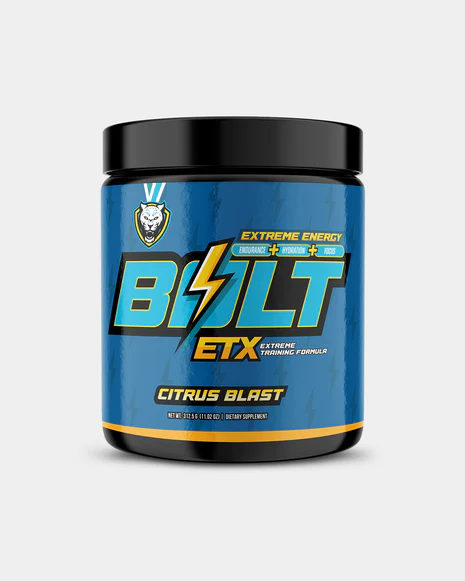 EXTREME ENERGY
ENDURANCE + HYDRATION + FOCUS
BOLT
ETX EXTREME
TRAINING FORMULA
CITRUS BLAST
NET WT. 312.5 G (11.02 OZ) | DIETARY SUPPLEMENT